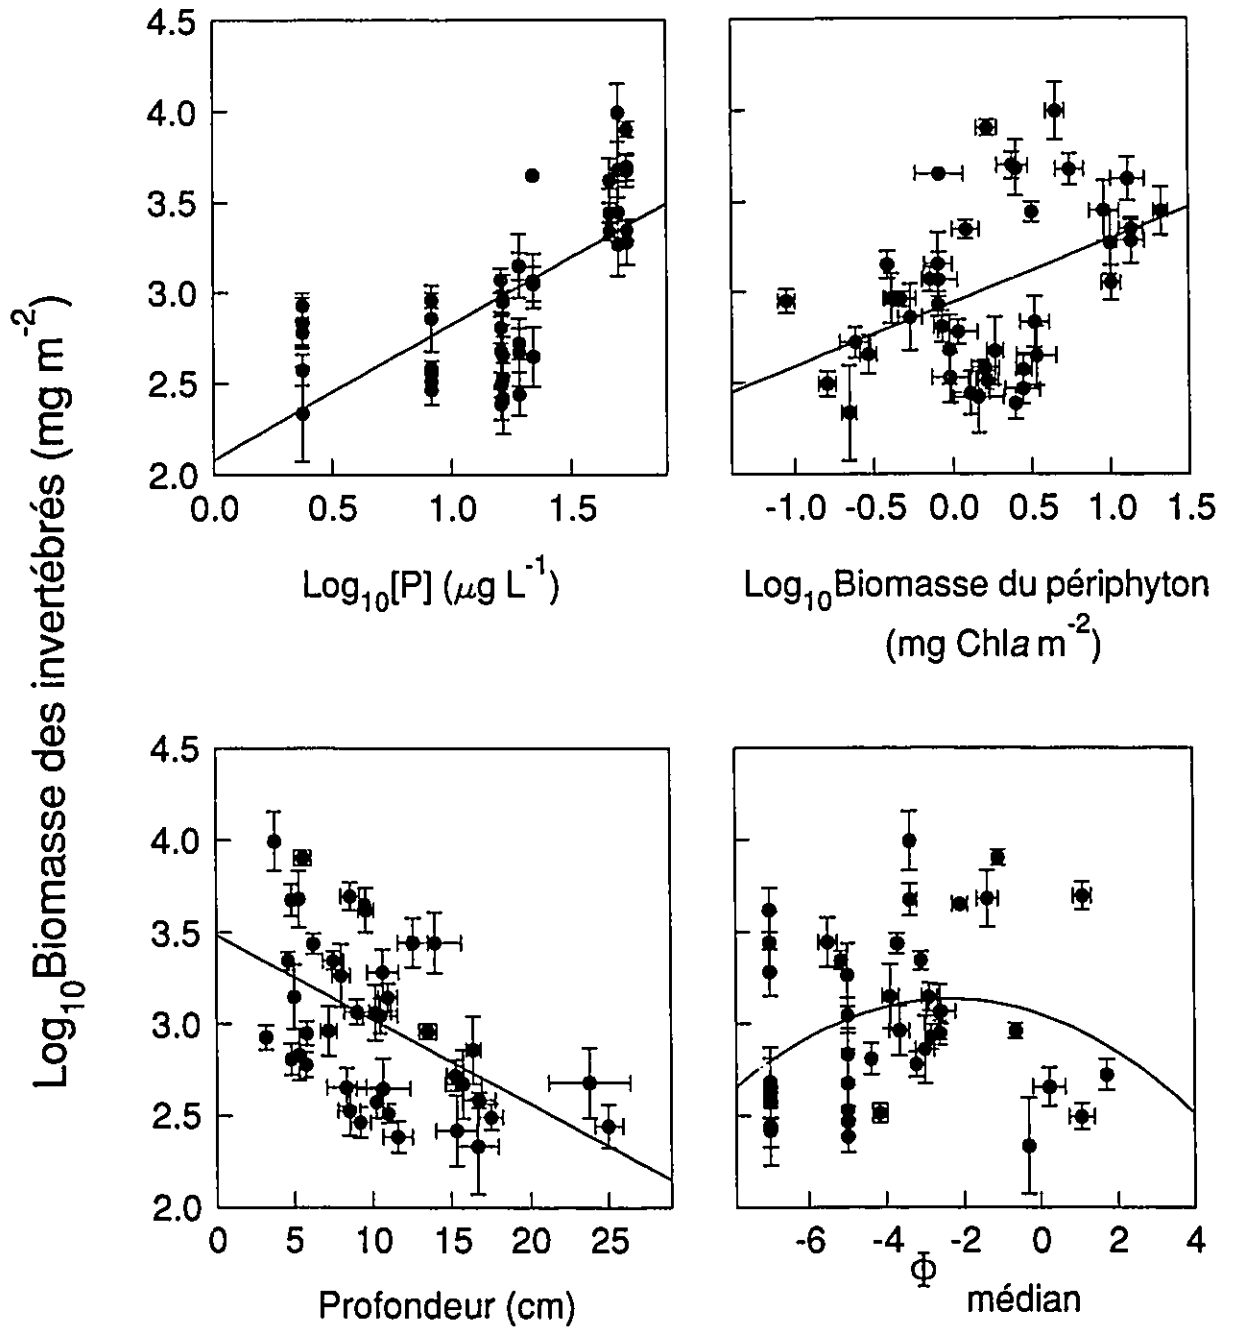 Log10Biomasse des invertébrés (mg m-2)
4.5
4.0
3.5
3.0
2.5
2.0
0.0 0.5 1.0 1.5
Log10[P] (μg L-1)
-1.0 -0.5 0.0 0.5 1.0 1.5
Log10Biomasse du périphyton
(mg Chla m-2)
4.5
4.0
3.5
3.0
2.5
2.0
0 5 10 15 20 25
Profondeur (cm)
-6 -4 -2 0 2 4
Φ médian